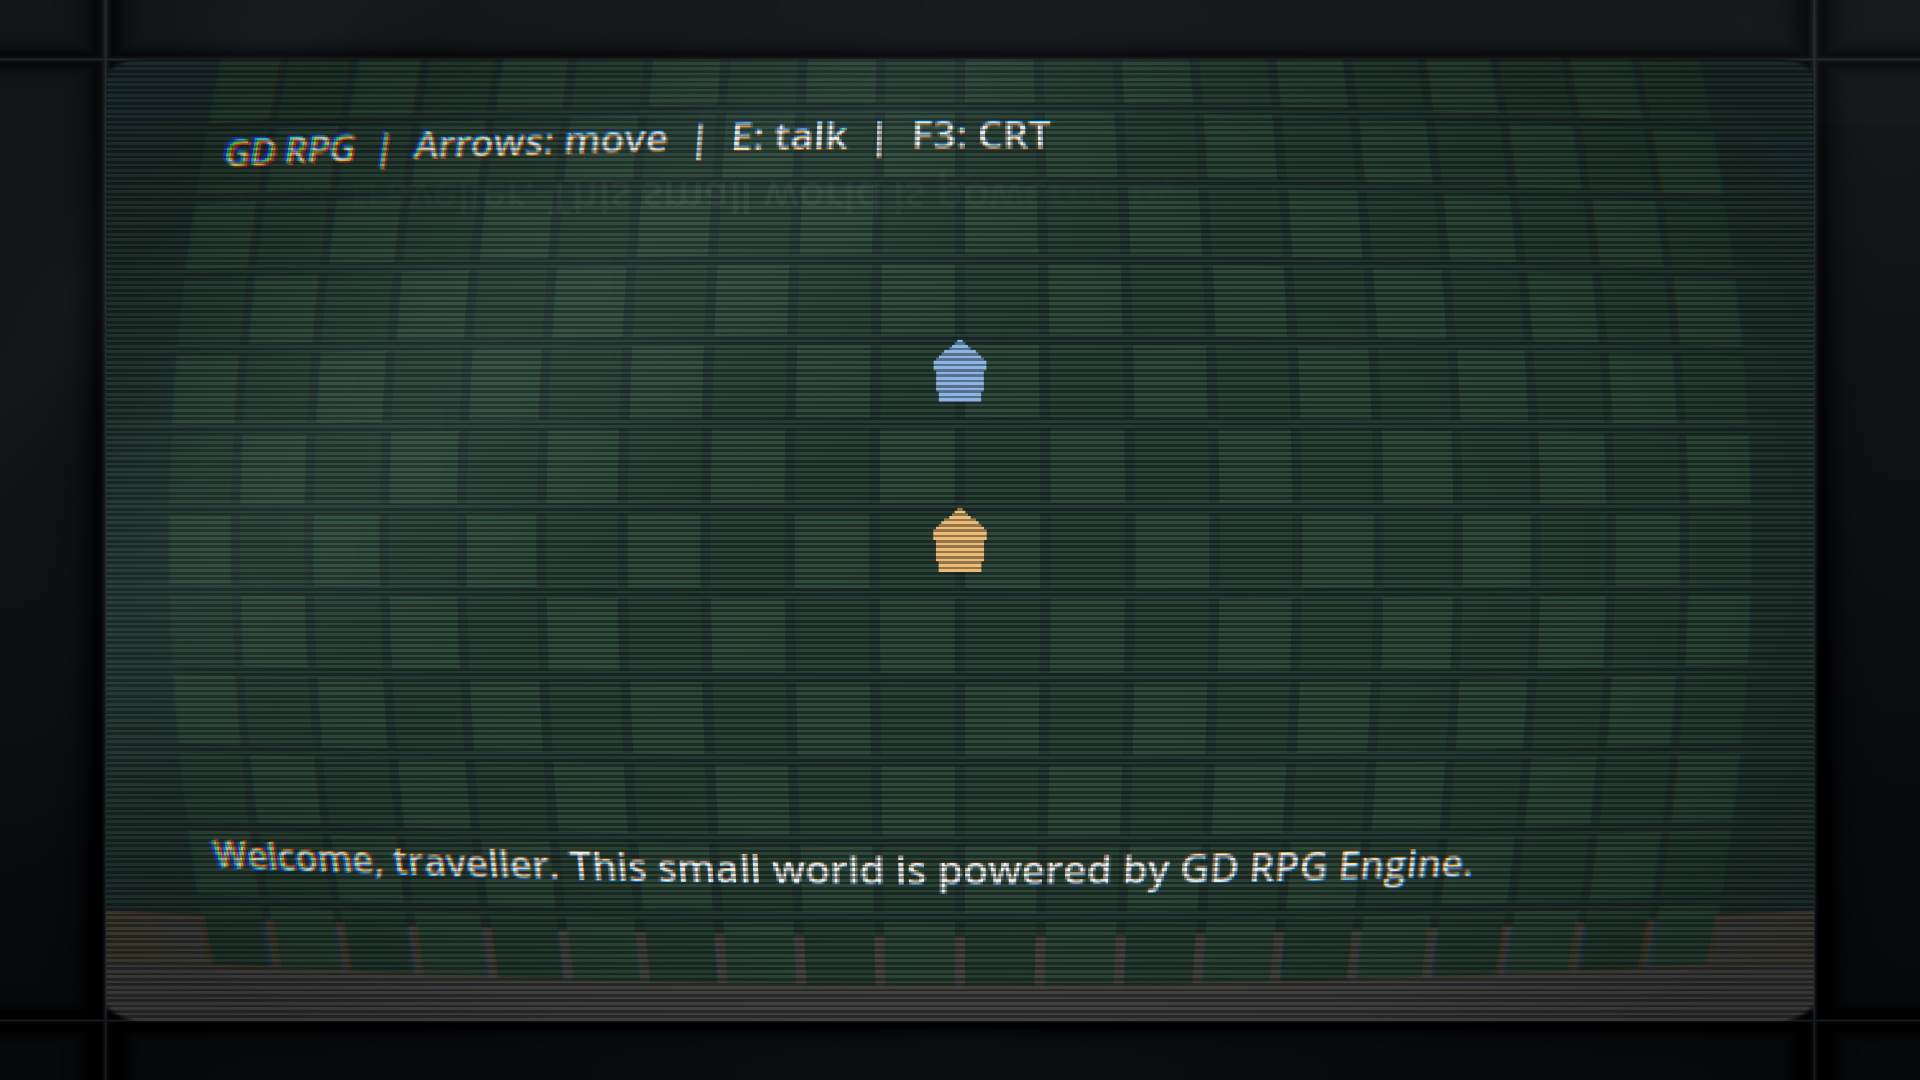 GD RPG | Arrows: move | E: talk | F3: CRT
Welcome, traveller. This small world is powered by GD RPG Engine.